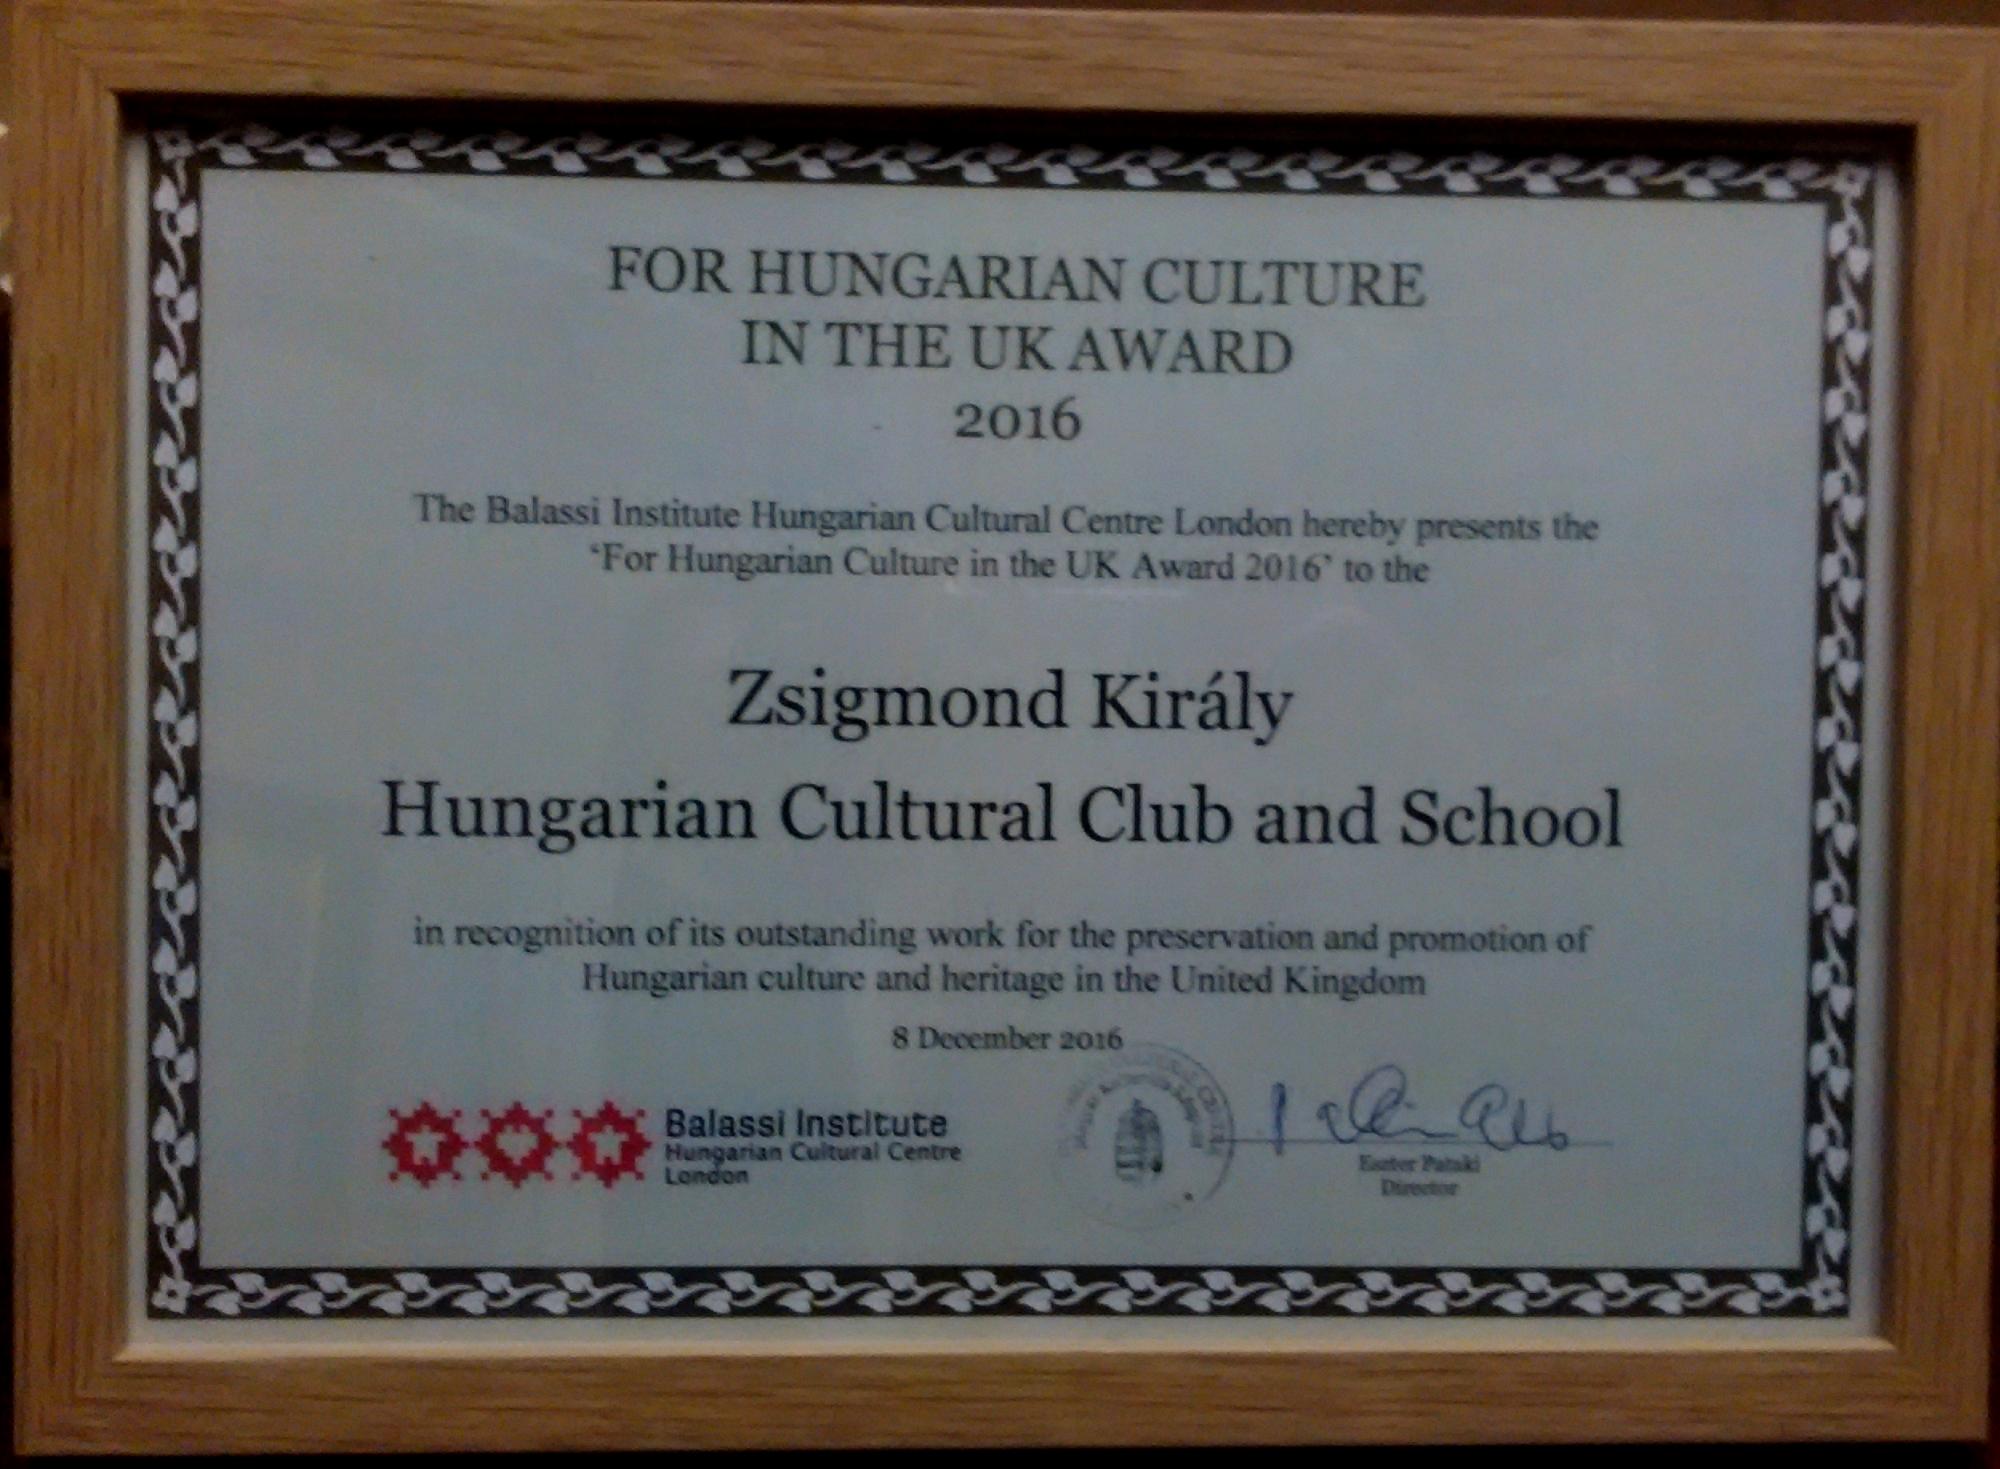 FOR HUNGARIAN CULTURE
IN THE UK AWARD
2016
The Balassi Institute Hungarian Cultural Centre London hereby presents the
‘For Hungarian Culture in the UK Award 2016’ to the
Zsigmond Király
Hungarian Cultural Club and School
in recognition of its outstanding work for the preservation and promotion of
Hungarian culture and heritage in the United Kingdom
8 December 2016
Balassi Institute
Hungarian Cultural Centre
London
Eszter Pataki
Director